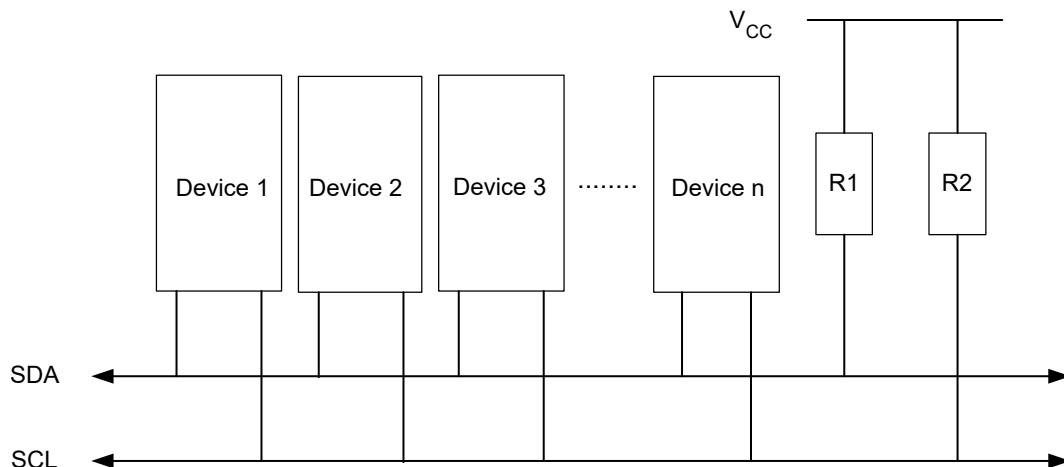 VCC
Device 1
Device 2
Device 3
........
Device n
R1
R2
SDA
SCL